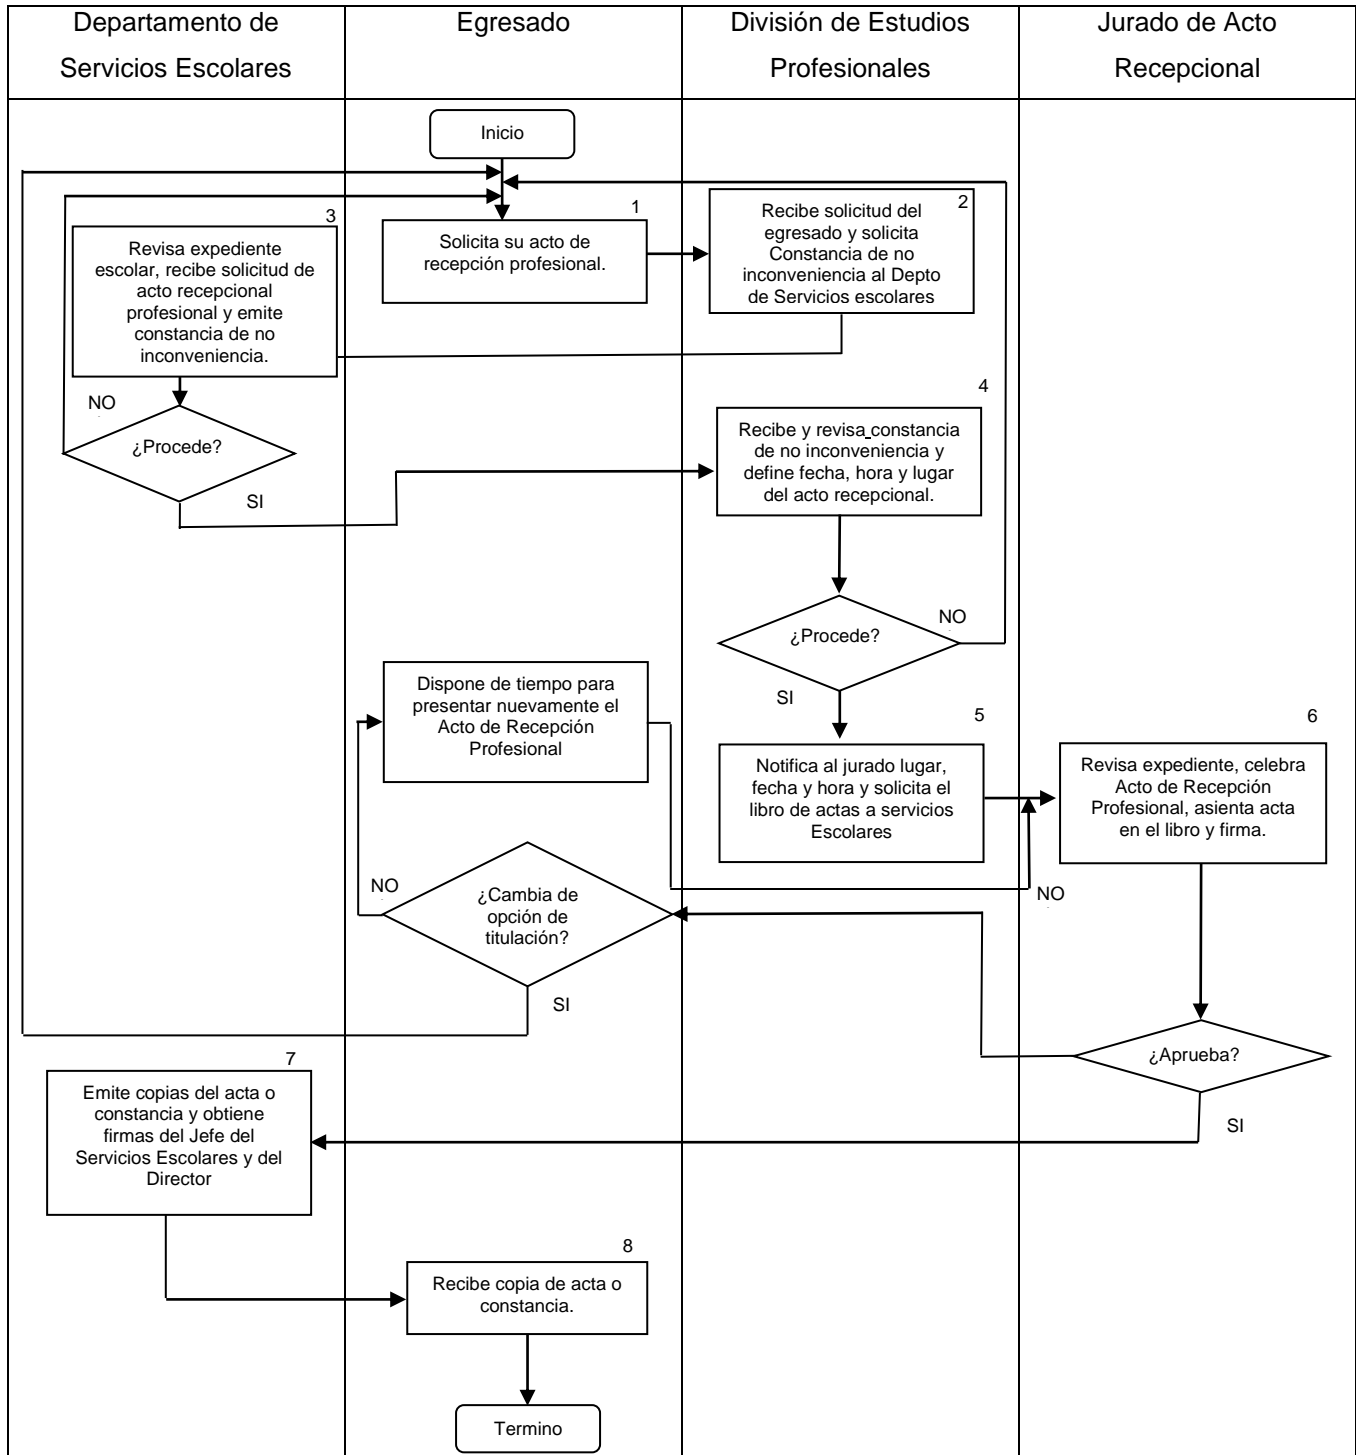 Departamento de
Servicios Escolares
Egresado
División de Estudios
Profesionales
Jurado de Acto
Recepcional
Inicio
1
Solicita su acto de
recepción profesional.
2
Recibe solicitud del
egresado y solicita
Constancia de no
inconveniencia al Depto
de Servicios escolares
3
Revisa expediente
escolar, recibe solicitud de
acto recepcional
profesional y emite
constancia de no
inconveniencia.
NO
¿Procede?
SI
4
Recibe y revisa constancia
de no inconveniencia y
define fecha, hora y lugar
del acto recepcional.
¿Procede?
NO
SI
Dispone de tiempo para
presentar nuevamente el
Acto de Recepción
Profesional
5
Notifica al jurado lugar,
fecha y hora y solicita el
libro de actas a servicios
Escolares
6
Revisa expediente, celebra
Acto de Recepción
Profesional, asienta acta
en el libro y firma.
NO
¿Cambia de
opción de
titulación?
SI
NO
¿Aprueba?
SI
7
Emite copias del acta o
constancia y obtiene
firmas del Jefe del
Servicios Escolares y del
Director
8
Recibe copia de acta o
constancia.
Termino